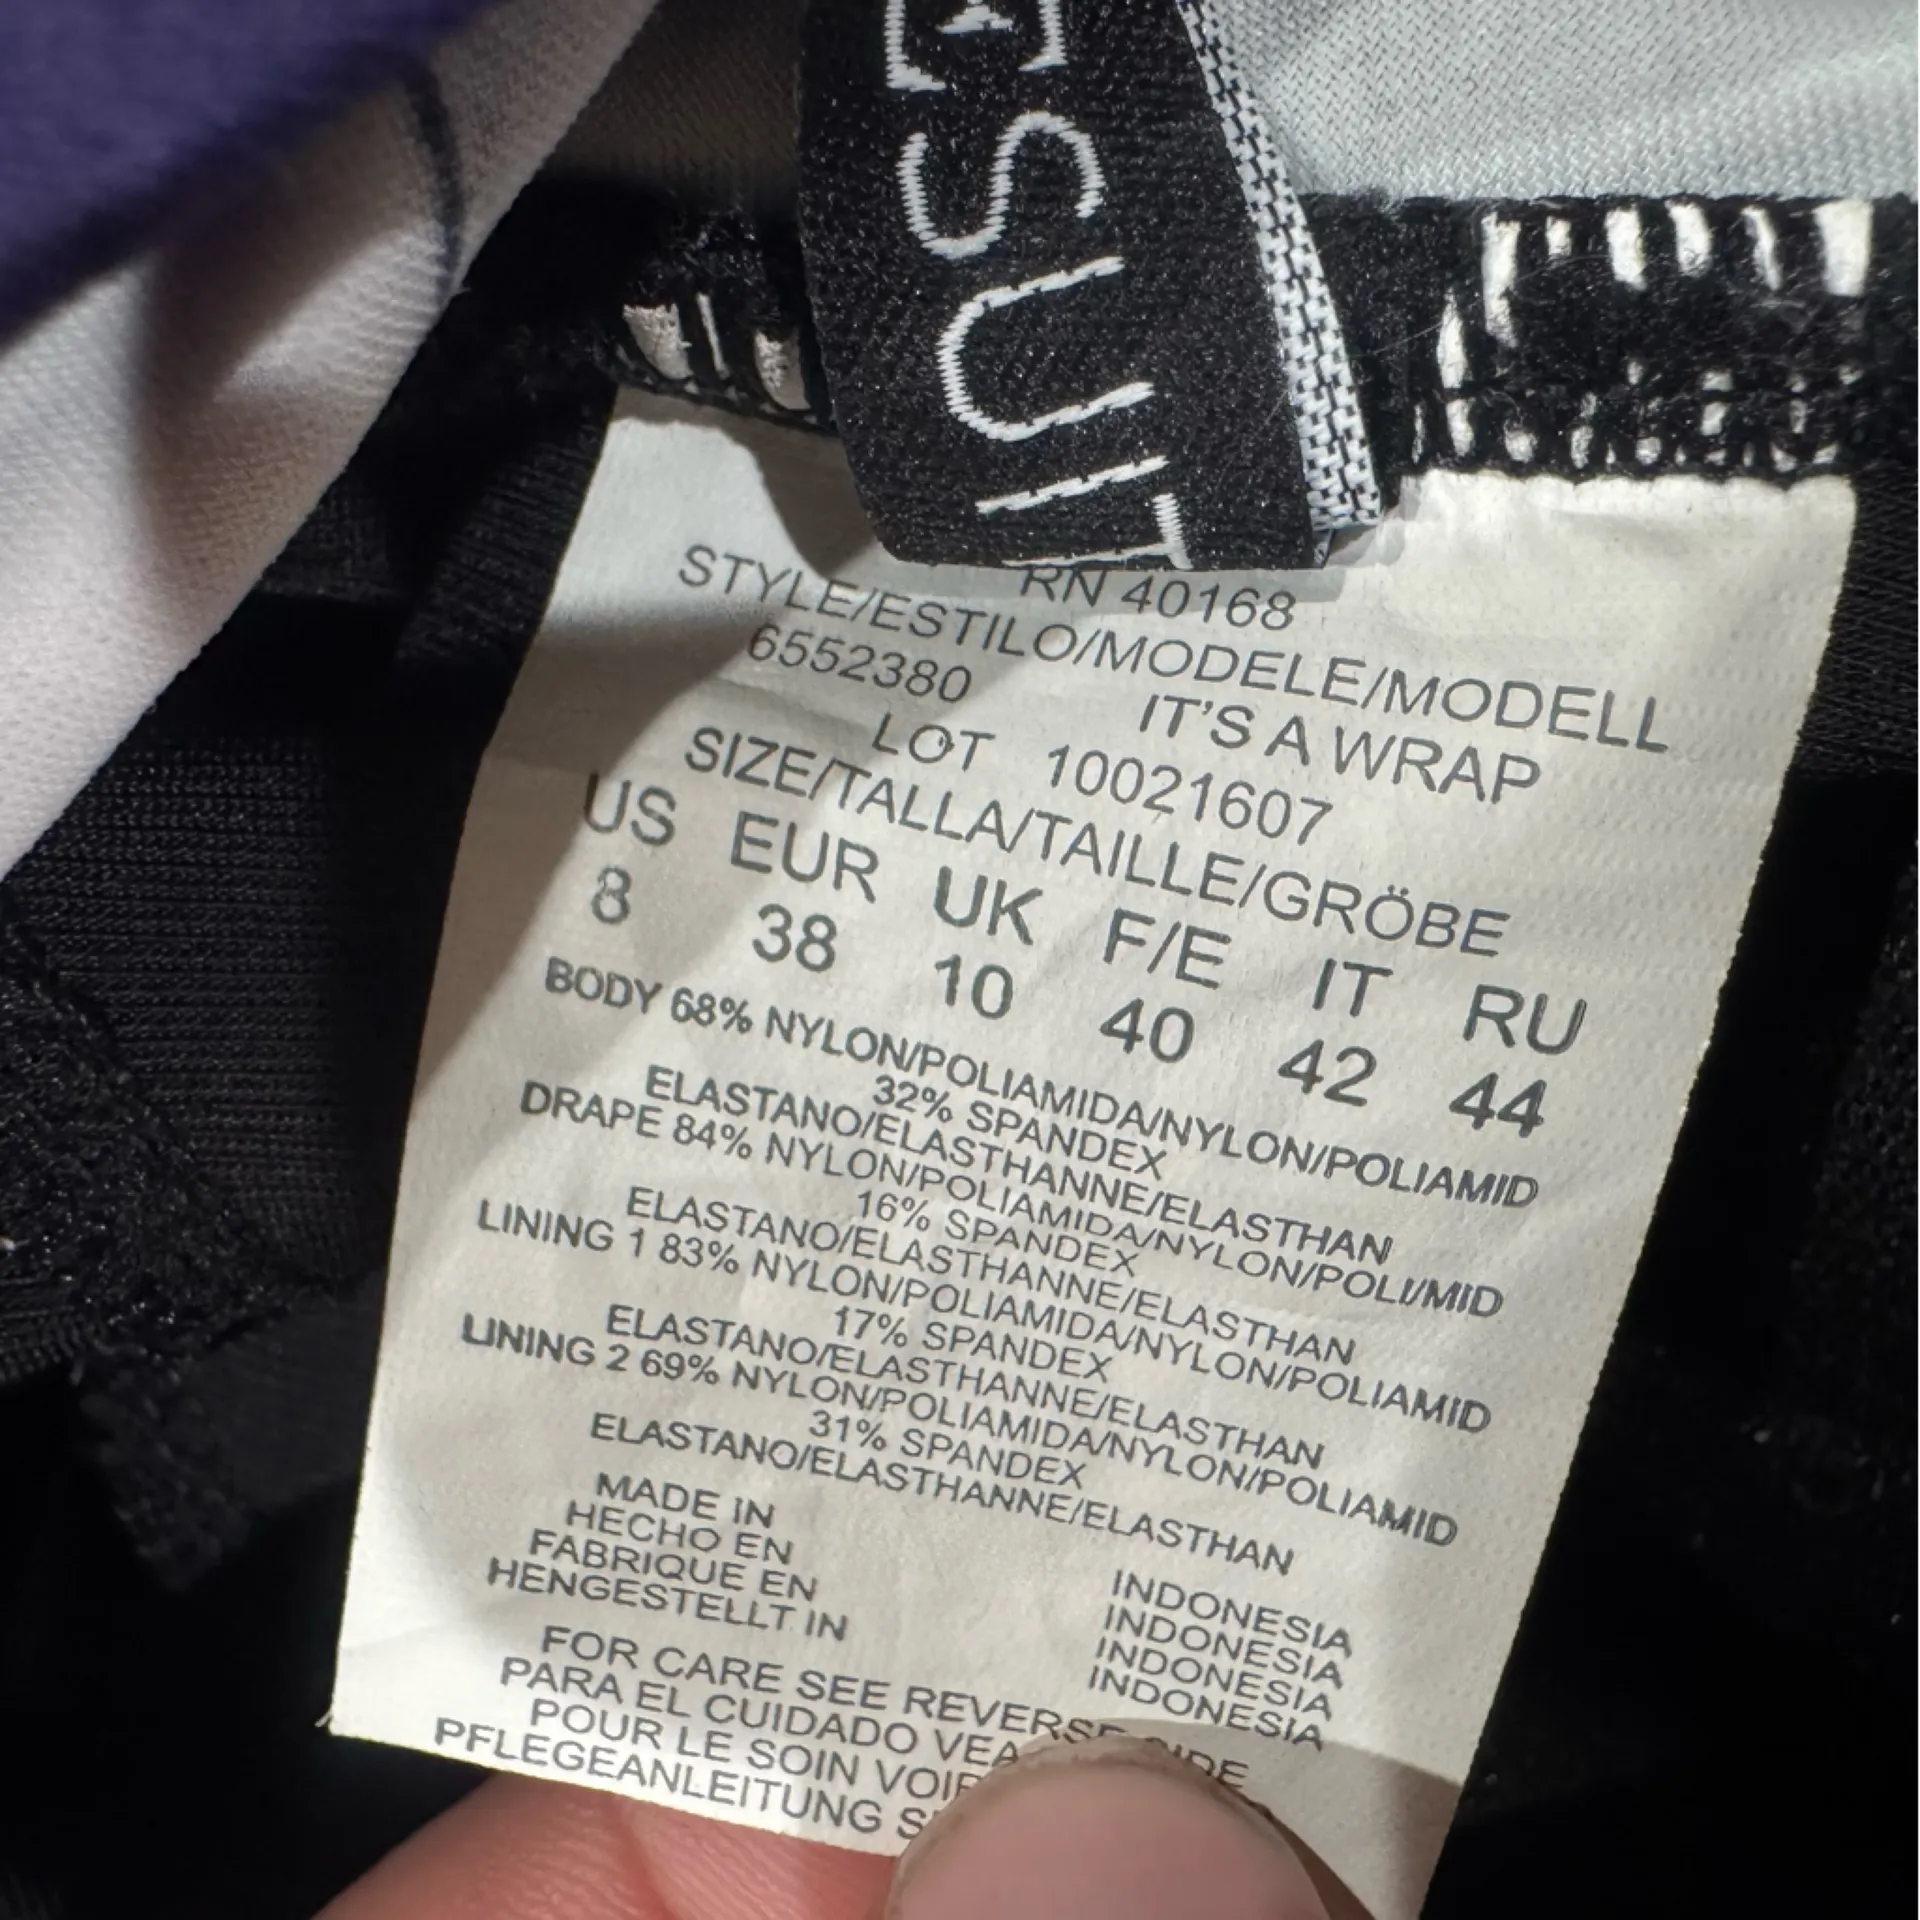 SUIT
RN 40168
STYLE/ESTILO/MODELE/MODELL
6552380 IT'S A WRAP
LOT 10021607
SIZE/TALLA/TAILLE/GRÖBE
US EUR UK F/E IT RU
8 38 10 40 42 44
BODY 68% NYLON/POLIAMIDA/NYLON/POLIAMID
32% SPANDEX
ELASTANO/ELASTHANNE/ELASTHAN
DRAPE 84% NYLON/POLIAMIDA/NYLON/POLI/MID
16% SPANDEX
ELASTANO/ELASTHANNE/ELASTHAN
LINING 1 83% NYLON/POLIAMIDA/NYLON/POLIAMID
17% SPANDEX
ELASTANO/ELASTHANNE/ELASTHAN
LINING 2 69% NYLON/POLIAMIDA/NYLON/POLIAMID
31% SPANDEX
ELASTANO/ELASTHANNE/ELASTHAN
MADE IN INDONESIA
HECHO EN INDONESIA
FABRIQUE EN INDONESIA
HENGESTELLT IN INDONESIA
FOR CARE SEE REVERSE SIDE
PARA EL CUIDADO VEA
POUR LE SOIN VOIR
PFLEGEANLEITUNG